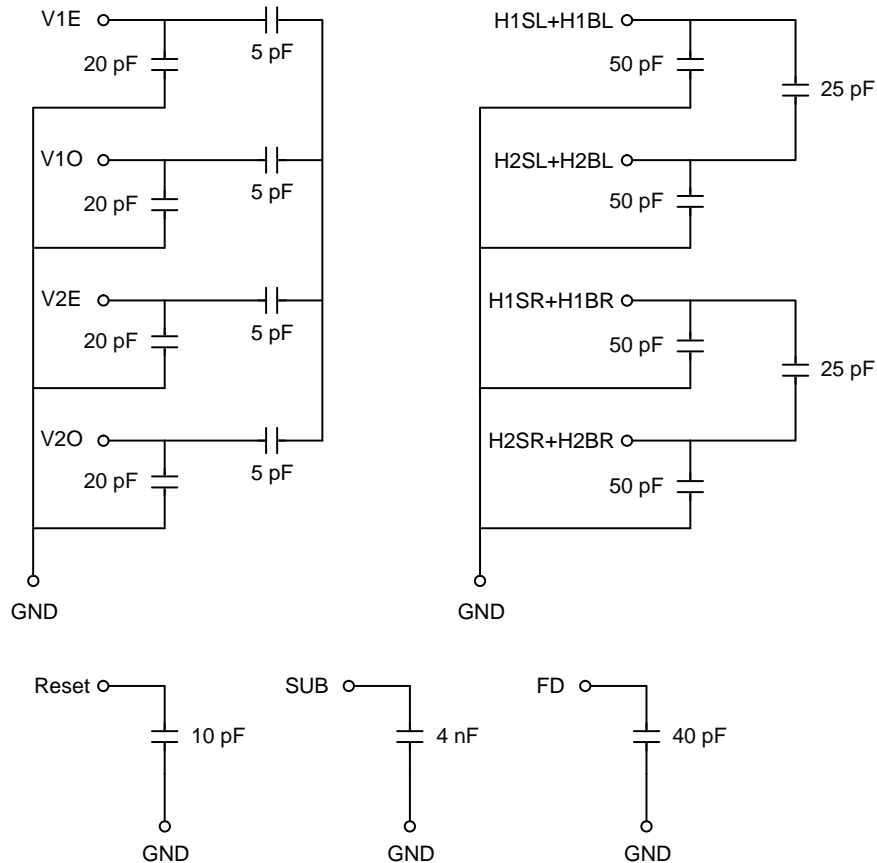 V1E
5 pF
20 pF
V1O
5 pF
20 pF
V2E
5 pF
20 pF
V2O
5 pF
20 pF
GND
H1SL+H1BL
50 pF
25 pF
H2SL+H2BL
50 pF
H1SR+H1BR
50 pF
25 pF
H2SR+H2BR
50 pF
GND
Reset
10 pF
GND
SUB
4 nF
GND
FD
40 pF
GND